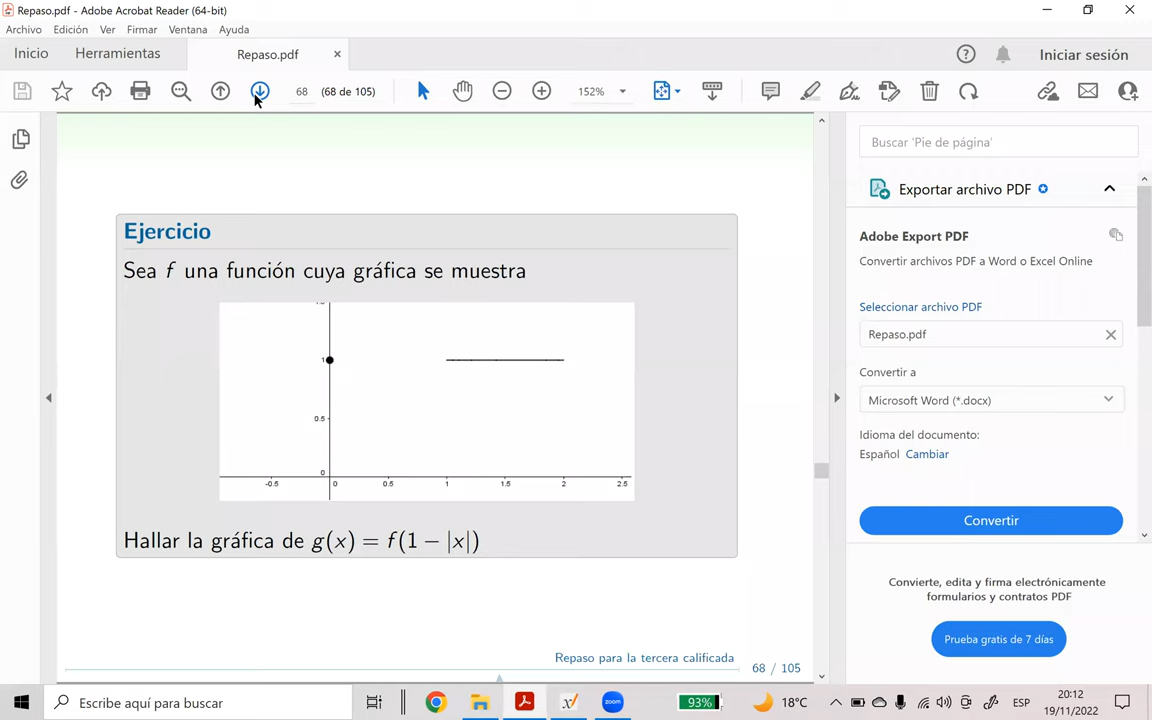 Repaso.pdf - Adobe Acrobat Reader (64-bit)
Archivo Edición Ver Firmar Ventana Ayuda
Inicio Herramientas Repaso.pdf × Iniciar sesión
68 (68 de 105) 152%
Buscar 'Pie de página'
Exportar archivo PDF
Adobe Export PDF
Convertir archivos PDF a Word o Excel Online
Seleccionar archivo PDF
Repaso.pdf
Convertir a
Microsoft Word (*.docx)
Idioma del documento:
Español Cambiar
Convertir
Convierte, edita y firma electrónicamente
formularios y contratos PDF
Prueba gratis de 7 días
Ejercicio
Sea f una función cuya gráfica se muestra
1
0.5
0
-0.5 0 0.5 1 1.5 2 2.5
Hallar la gráfica de g(x) = f(1 − |x|)
Repaso para la tercera calificada 68 / 105
Escribe aquí para buscar
zoom
93%
18°C
ESP
20:12
19/11/2022